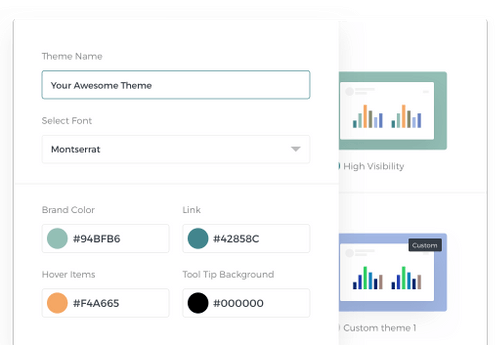 Theme Name
Your Awesome Theme
Select Font
Montserrat
High Visibility
Brand Color
Link
#94BFB6
#42858C
Hover Items
Tool Tip Background
#F4A665
#000000
Custom
Custom theme 1